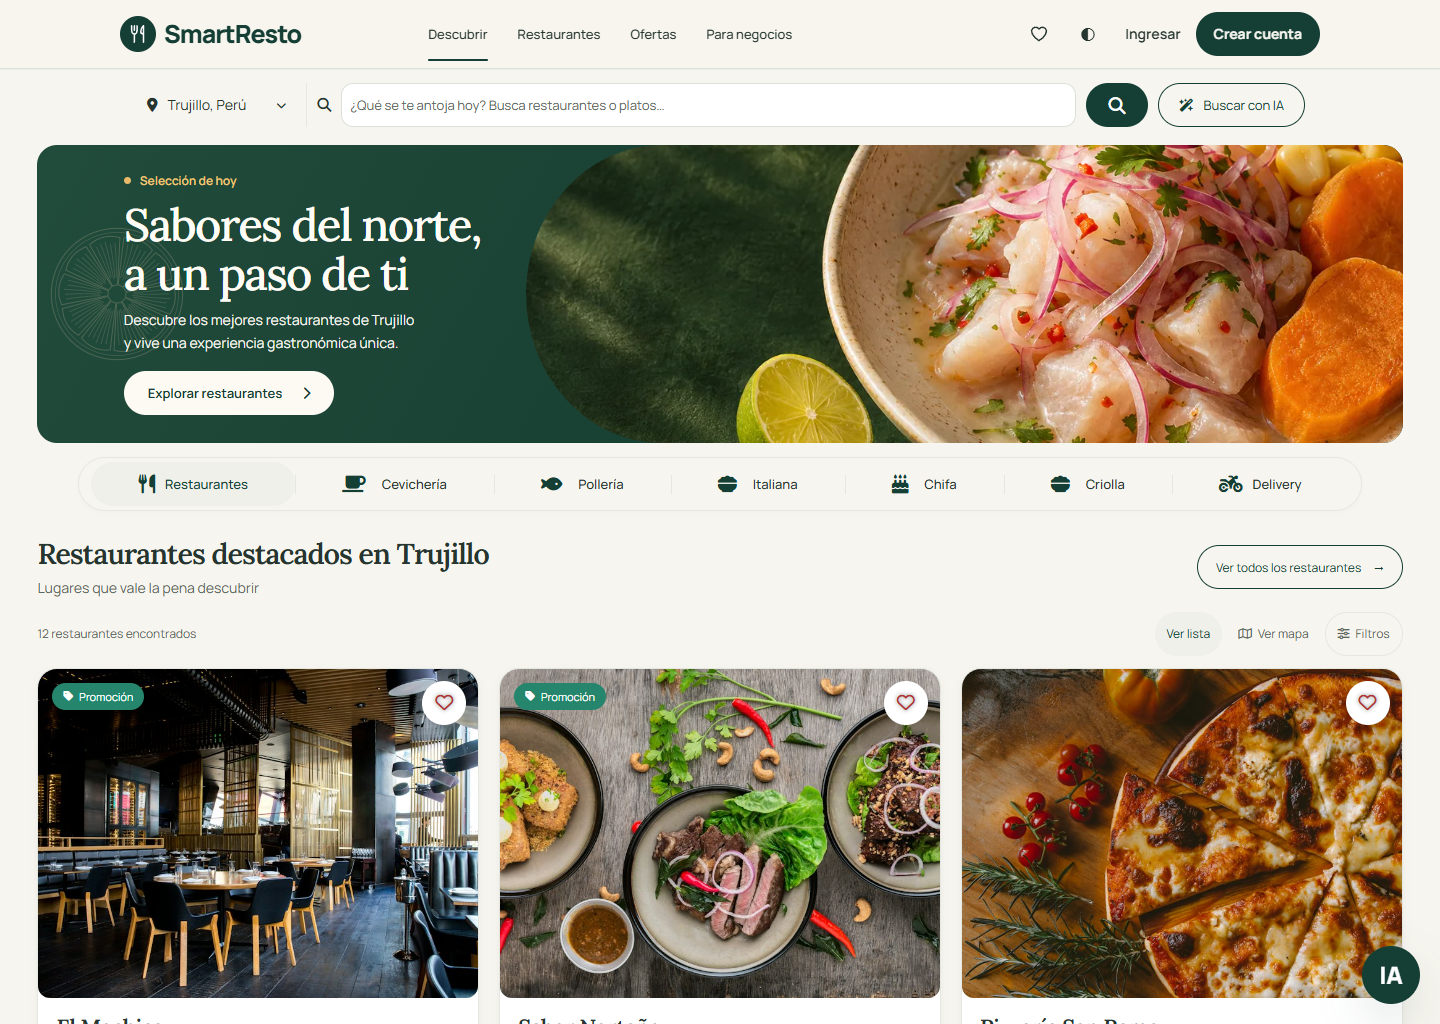 SmartResto
Descubrir
Restaurantes
Ofertas
Para negocios
Ingresar
Crear cuenta
Trujillo, Perú
¿Qué se te antoja hoy? Busca restaurantes o platos...
Buscar con IA
Selección de hoy
Sabores del norte,
a un paso de ti
Descubre los mejores restaurantes de Trujillo
y vive una experiencia gastronómica única.
Explorar restaurantes
Restaurantes
Cevichería
Pollería
Italiana
Chifa
Criolla
Delivery
Restaurantes destacados en Trujillo
Lugares que vale la pena descubrir
Ver todos los restaurantes →
12 restaurantes encontrados
Ver lista
Ver mapa
Filtros
Promoción
Promoción
IA